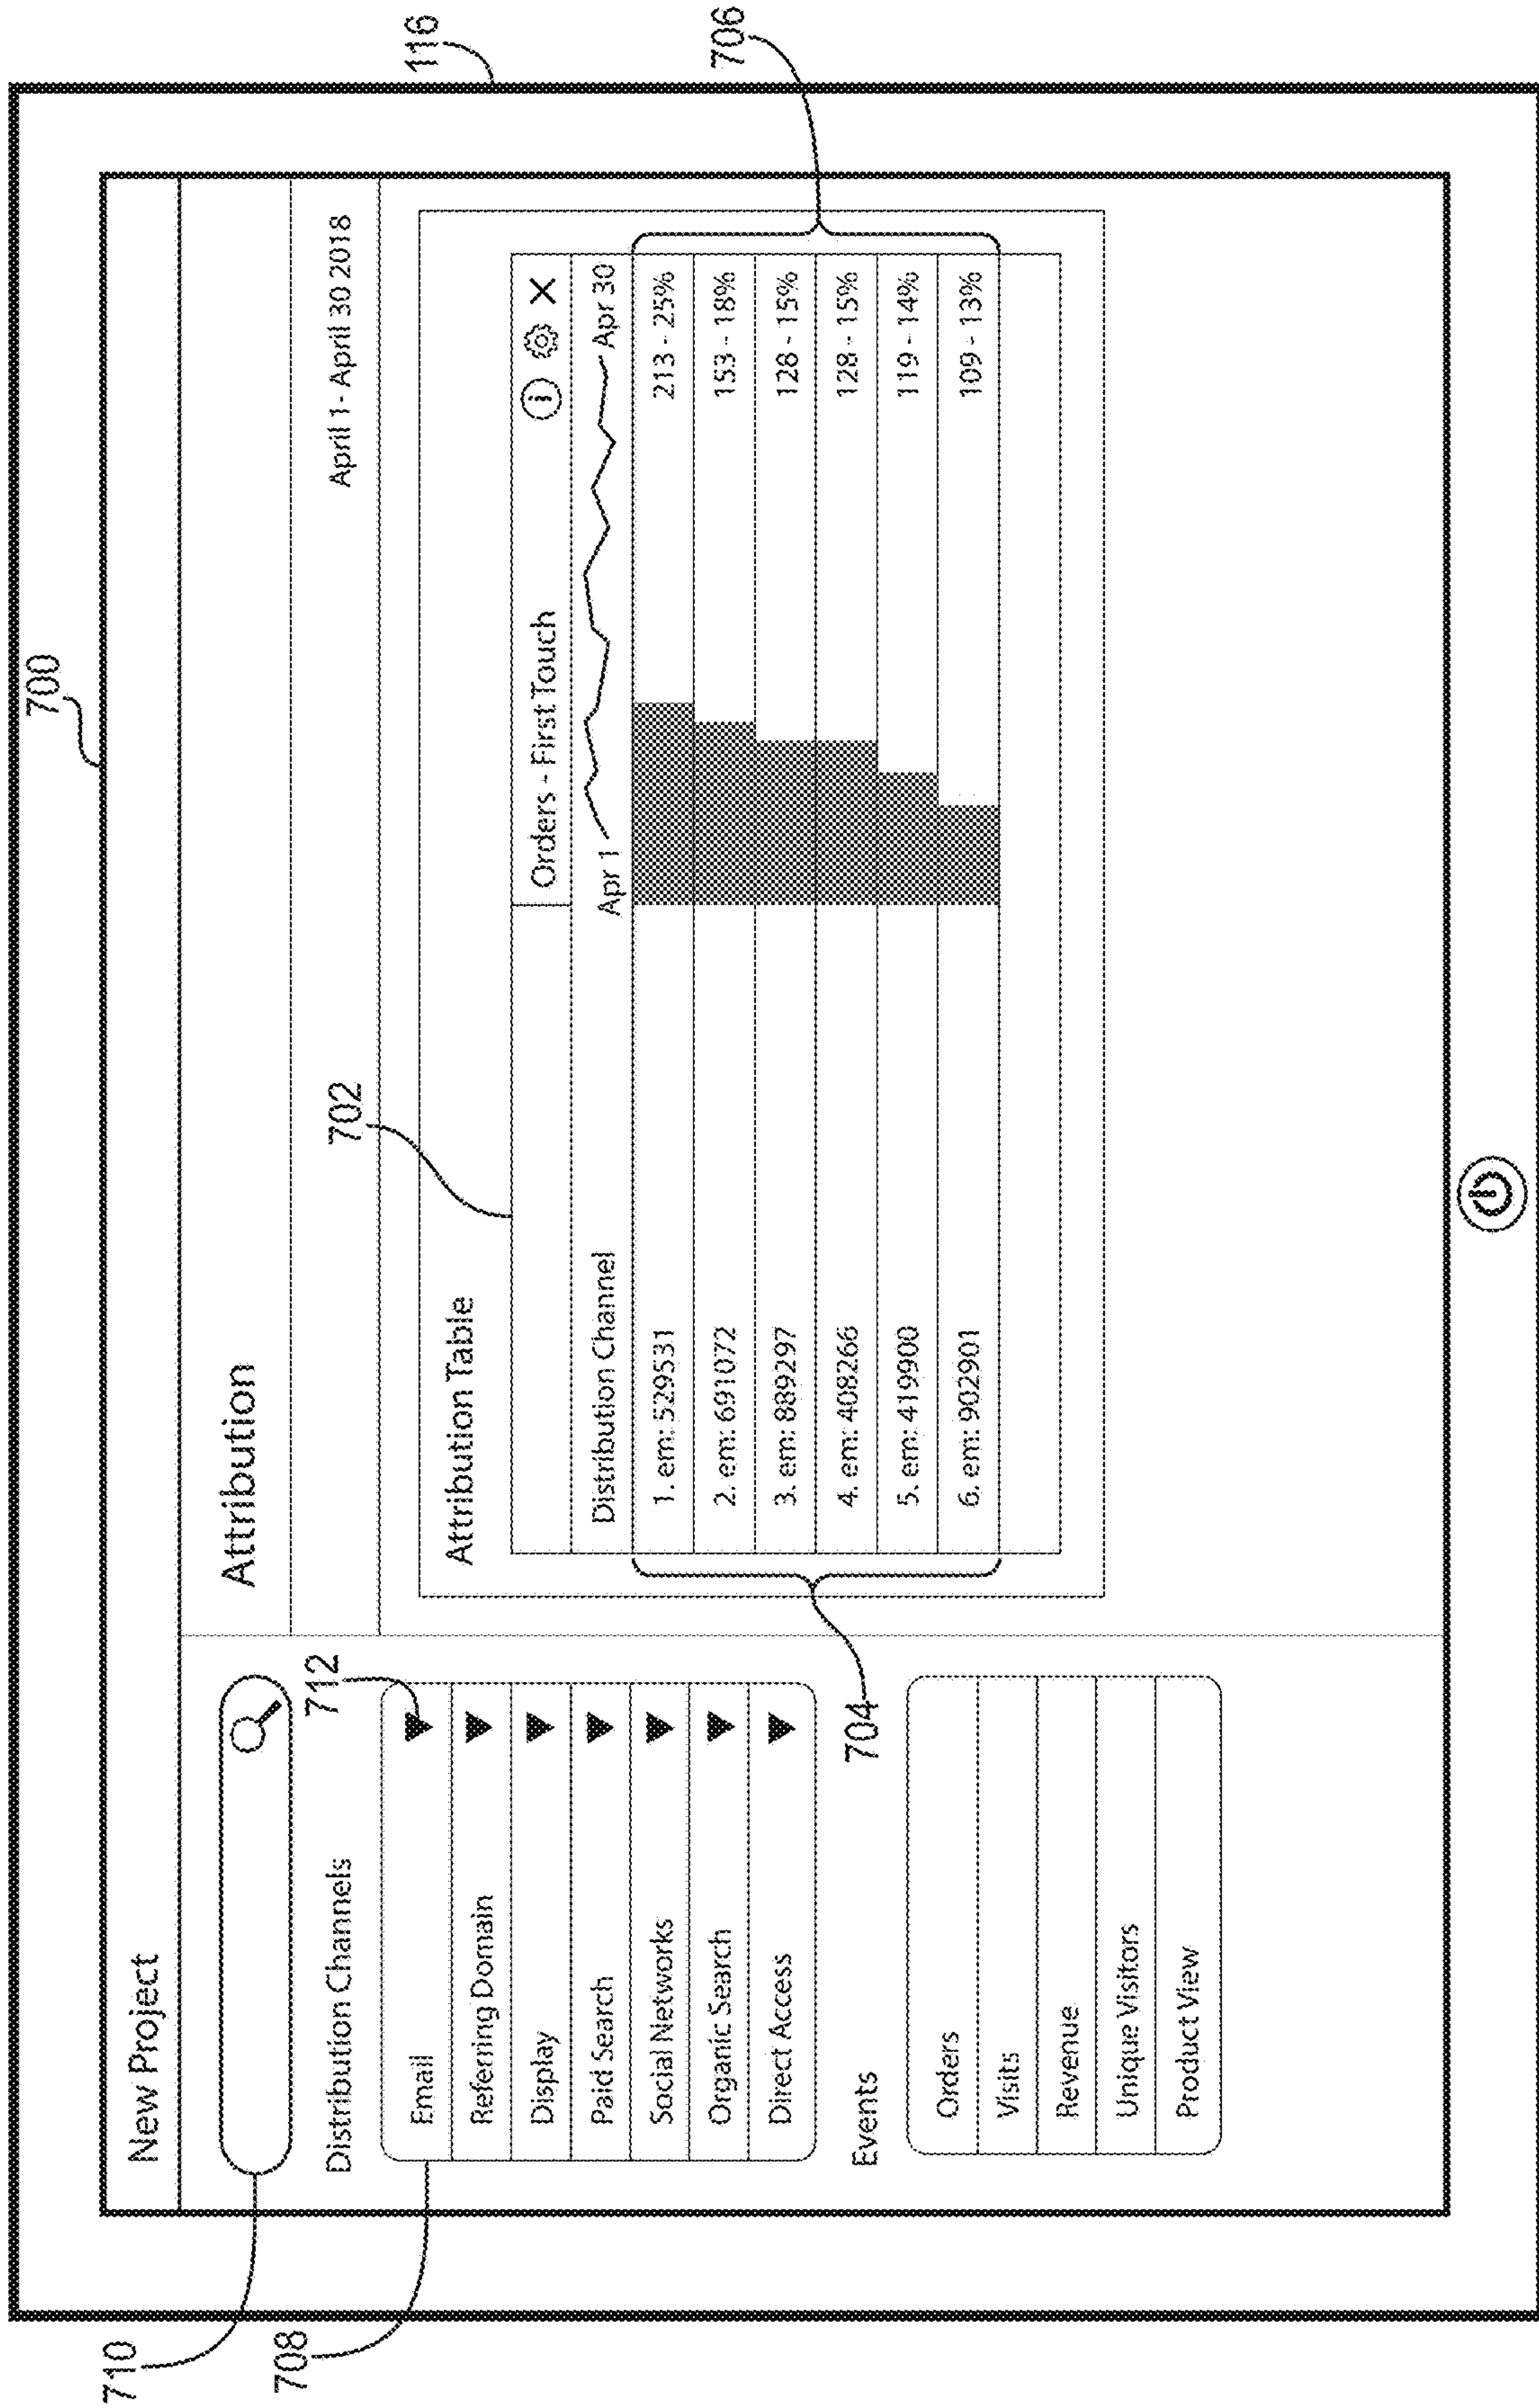 700
116
710
New Project
Attribution
712
Distribution Channels
702
April 1 - April 30 2018
708
Email
Referring Domain
Display
Paid Search
Social Networks
Organic Search
Direct Access
704
Events
Orders
Visits
Revenue
Unique Visitors
Product View
Attribution Table
Orders - First Touch i
Distribution Channel Apr 1 Apr 30
706
1. em: 529531 213 - 25%
2. em: 691072 153 - 18%
3. em: 889297 128 - 15%
4. em: 408266 128 - 15%
5. em: 419900 119 - 14%
6. em: 902901 109 - 13%